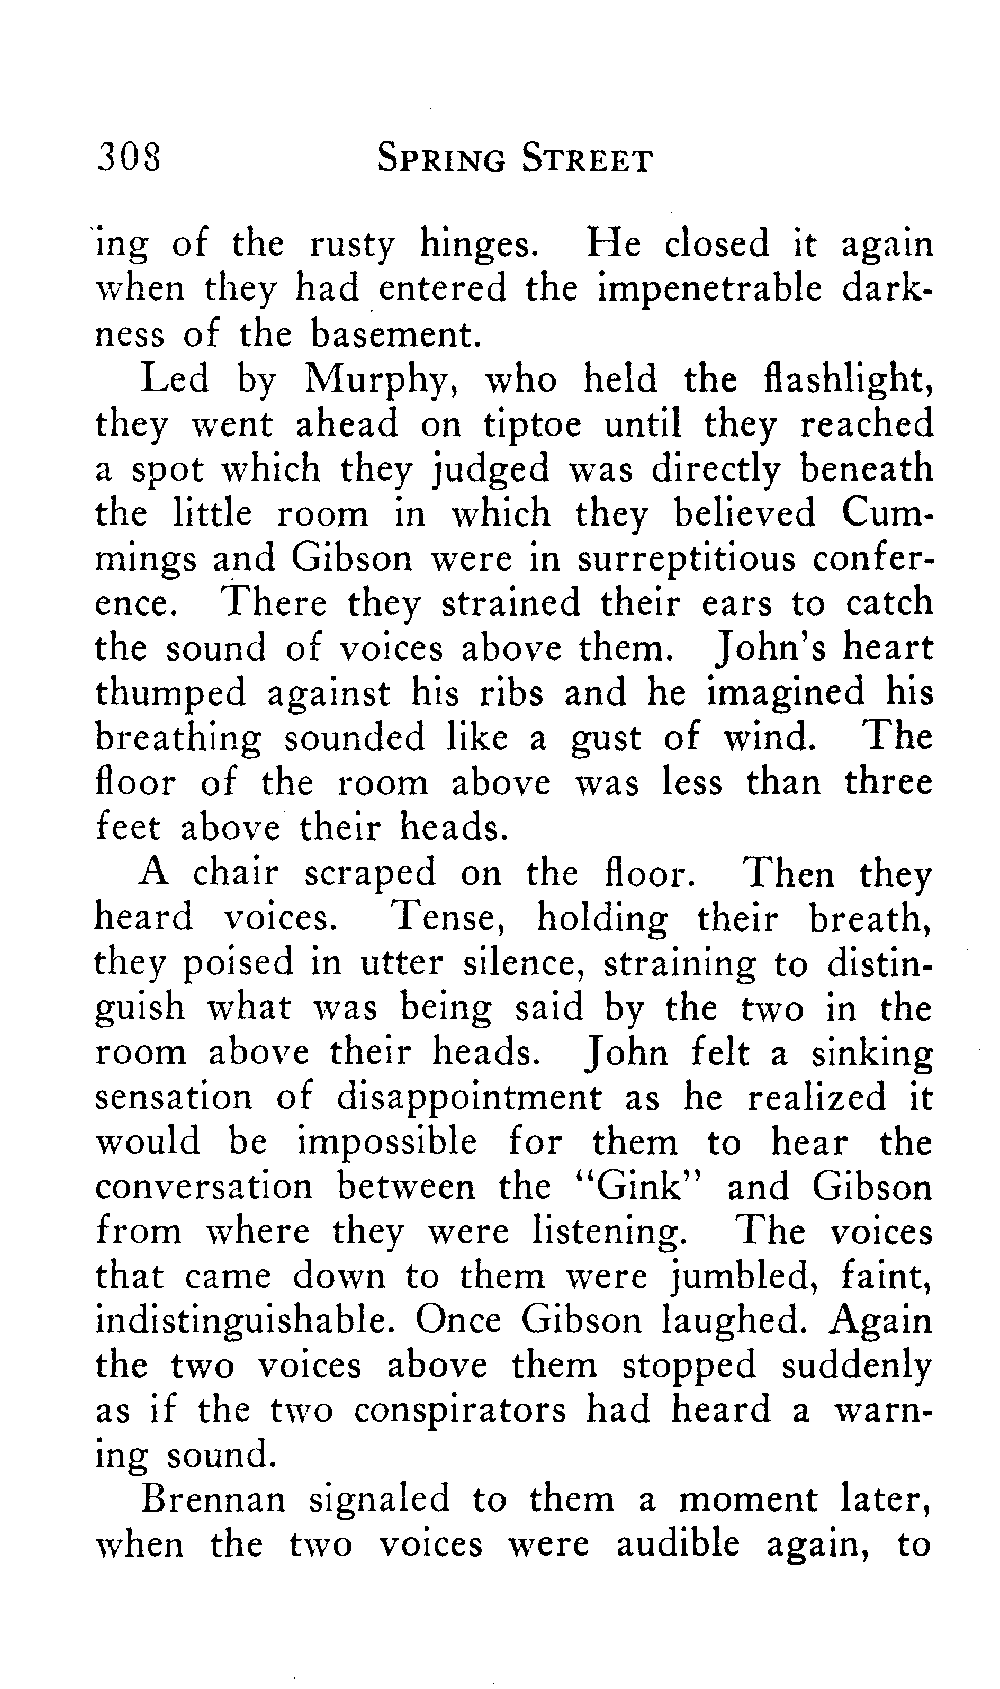 308 SPRING STREET
ing of the rusty hinges. He closed it again
when they had entered the impenetrable dark-
ness of the basement.
Led by Murphy, who held the flashlight,
they went ahead on tiptoe until they reached
a spot which they judged was directly beneath
the little room in which they believed Cum-
mings and Gibson were in surreptitious confer-
ence. There they strained their ears to catch
the sound of voices above them. John's heart
thumped against his ribs and he imagined his
breathing sounded like a gust of wind. The
floor of the room above was less than three
feet above their heads.
A chair scraped on the floor. Then they
heard voices. Tense, holding their breath,
they poised in utter silence, straining to distin-
guish what was being said by the two in the
room above their heads. John felt a sinking
sensation of disappointment as he realized it
would be impossible for them to hear the
conversation between the "Gink" and Gibson
from where they were listening. The voices
that came down to them were jumbled, faint,
indistinguishable. Once Gibson laughed. Again
the two voices above them stopped suddenly
as if the two conspirators had heard a warn-
ing sound.
Brennan signaled to them a moment later,
when the two voices were audible again, to